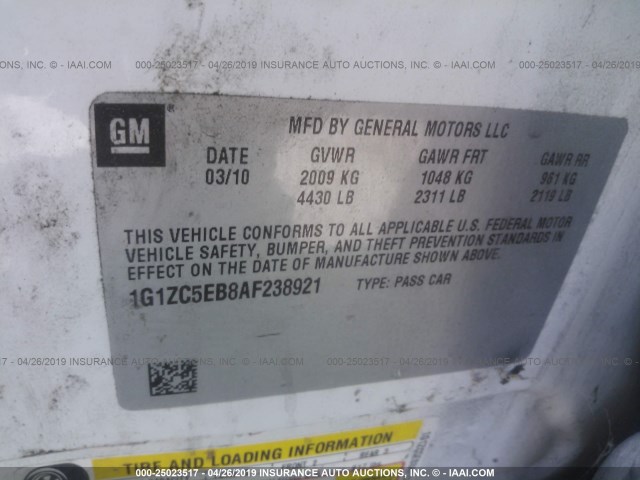 00-25023517 - 04/26/2019 INSURANCE AUTO AUCTIONS, INC. - © IAAI.COM
GM ®
MFD BY GENERAL MOTORS LLC
DATE GVWR GAWR FRT GAWR RR
03/10 2009 KG 1048 KG 961 KG
4430 LB 2311 LB 2119 LB
THIS VEHICLE CONFORMS TO ALL APPLICABLE U.S. FEDERAL MOTOR
VEHICLE SAFETY, BUMPER, AND THEFT PREVENTION STANDARDS IN
EFFECT ON THE DATE OF MANUFACTURE SHOWN ABOVE.
1G1ZC5EB8AF238921 TYPE: PASS CAR
000-25023517 - 04/26/2019 INSURANCE AUTO AUCTIONS, INC. - © IAAI.COM
TIRE AND LOADING INFORMATION
000-25023517 - 04/26/2019 INSURANCE AUTO AUCTIONS, INC. - © IAAI.COM